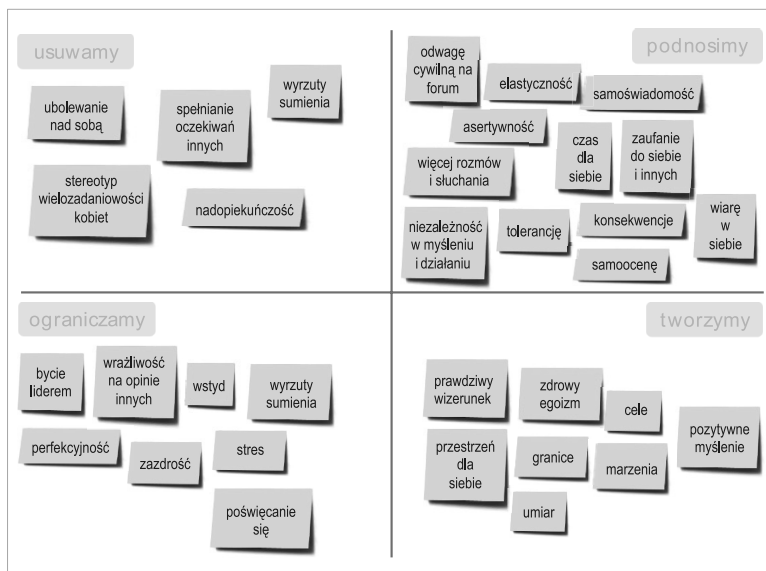 usuwamy
ubolewanie
nad sobą
spełnianie
oczekiwań
innych
wyrzuty
sumienia
stereotyp
wielozadaniowości
kobiet
nadopiekuńczość
podnosimy
odwagę
cywilną na
forum
elastyczność
samoświadomość
asertywność
czas
dla
siebie
zaufanie
do siebie
i innych
więcej rozmów
i słuchania
niezależność
w myśleniu
i działaniu
tolerancję
konsekwencje
wiarę
w
siebie
samoocenę
ograniczamy
bycie
liderem
wrażliwość
na opinie
innych
wstyd
wyrzuty
sumienia
perfekcyjność
zazdrość
stres
poświęcanie
się
tworzymy
prawdziwy
wizerunek
zdrowy
egoizm
cele
pozytywne
myślenie
przestrzeń
dla
siebie
granice
marzenia
umiar